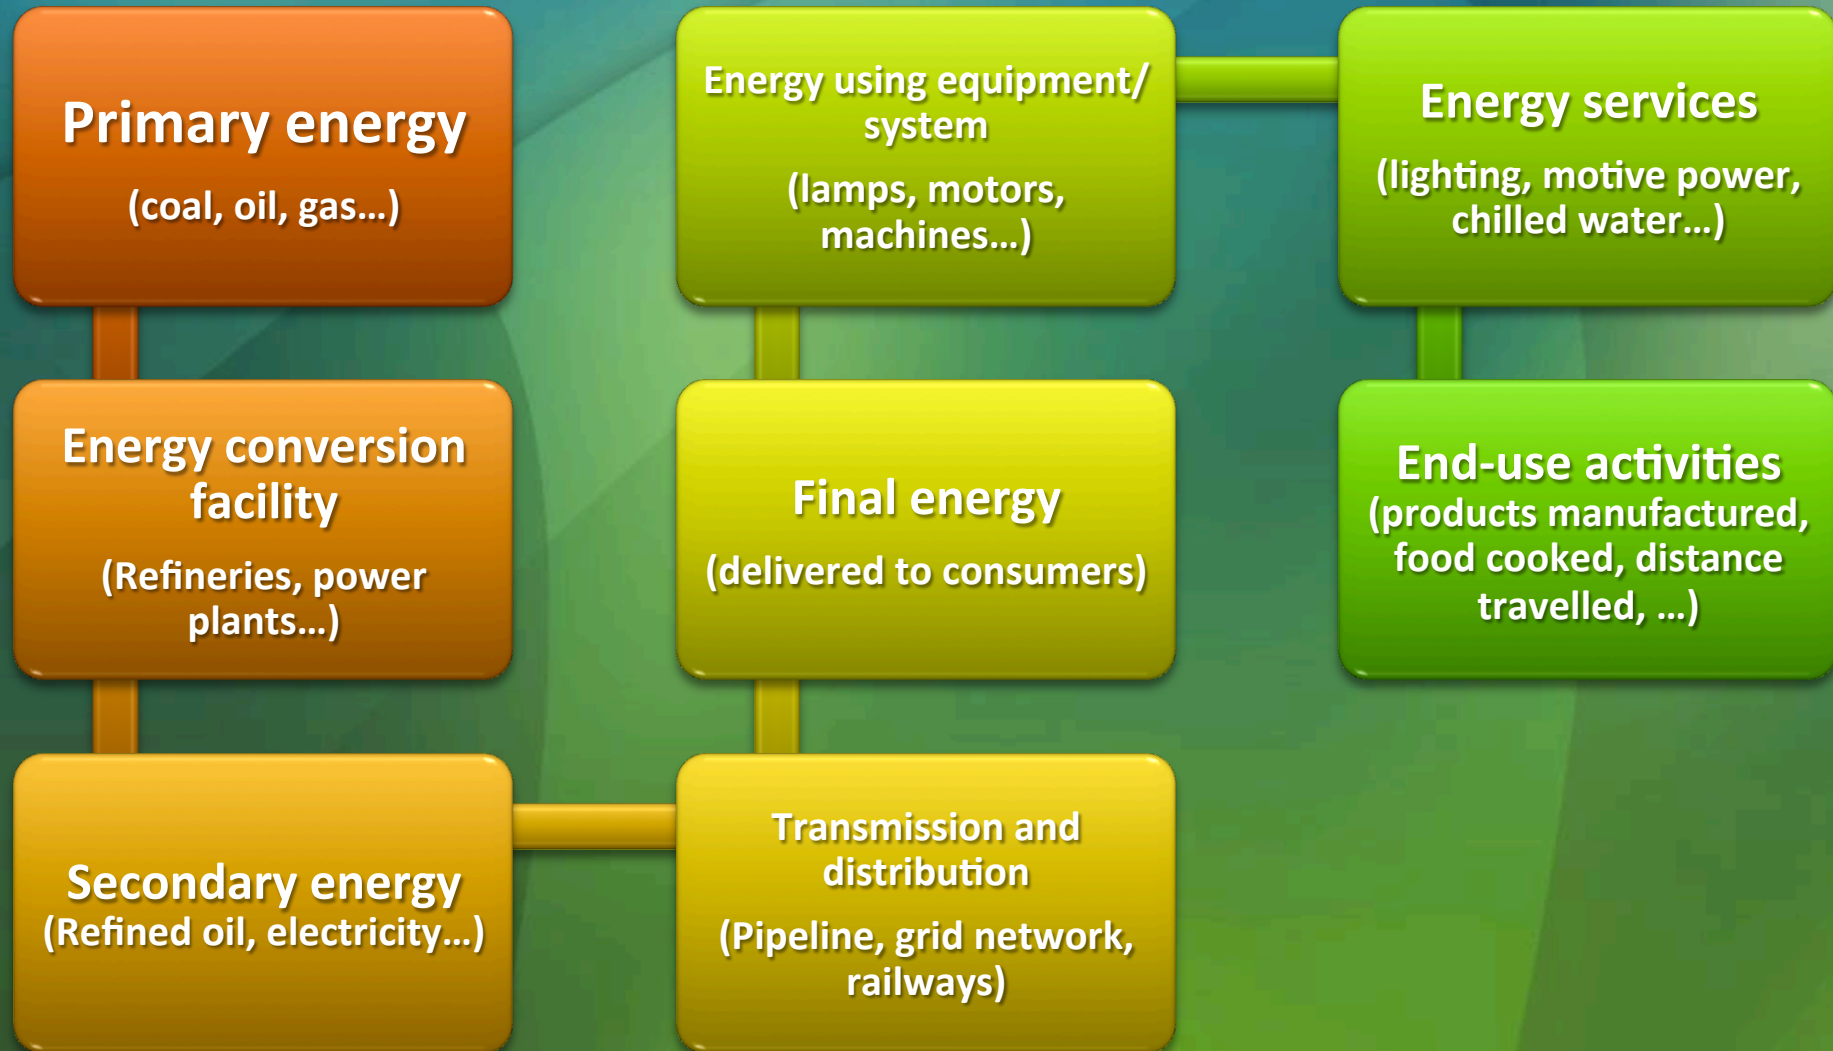 Primary energy
(coal, oil, gas…)
Energy conversion
facility
(Refineries, power
plants…)
Secondary energy
(Refined oil, electricity…)
Transmission and
distribution
(Pipeline, grid network,
railways)
Final energy
(delivered to consumers)
Energy using equipment/
system
(lamps, motors,
machines…)
Energy services
(lighting, motive power,
chilled water…)
End-use activities
(products manufactured,
food cooked, distance
travelled, …)